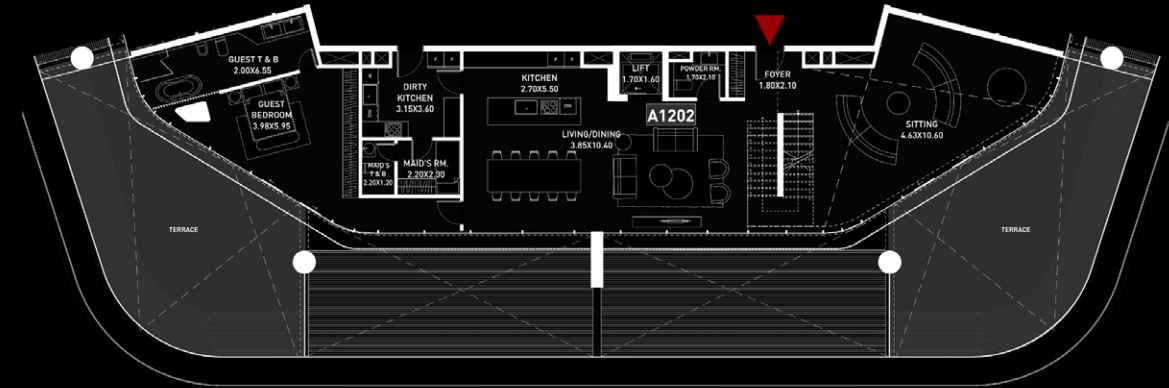 GUEST T & B
2.00X6.55
GUEST
BEDROOM
3.98X5.95
DIRTY
KITCHEN
3.15X3.60
MAID'S
T & B
2.20X1.20
MAID'S RM.
2.20X2.30
KITCHEN
2.70X5.50
LIVING/DINING
3.85X10.40
LIFT
1.70X1.60
POWDER RM.
1.70X2.10
A1202
FOYER
1.80X2.10
SITTING
4.63X10.60
TERRACE
TERRACE